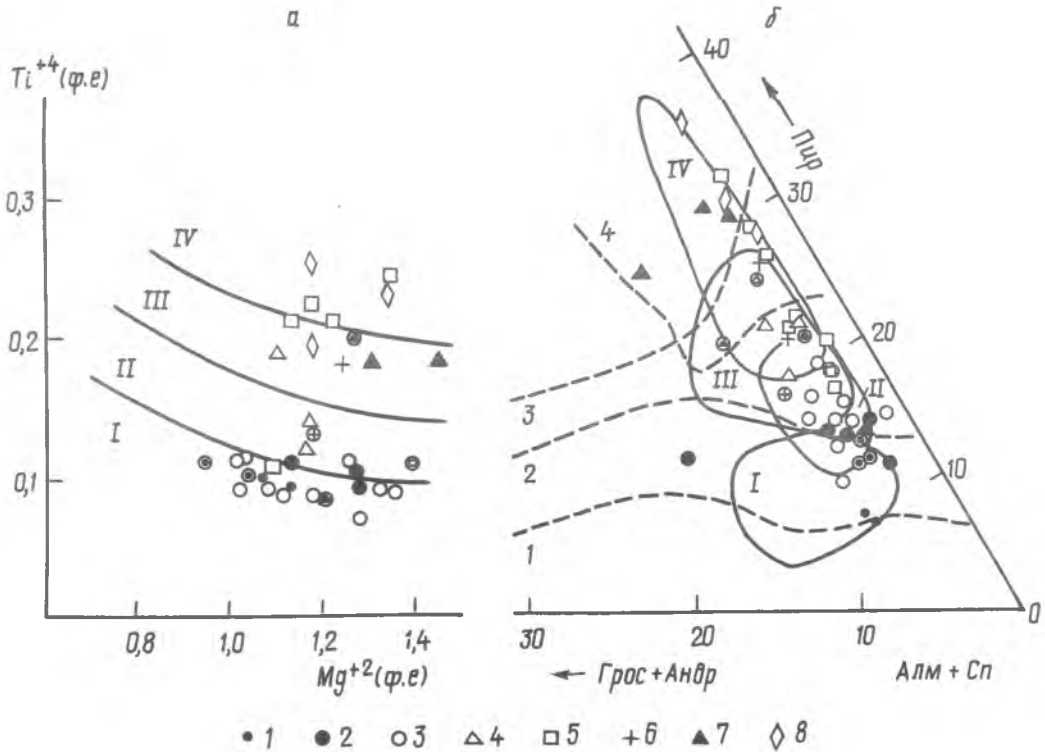 а
б
Ti⁺⁴(ф.е)
0,3
0,2
0,1
IV
III
II
I
0,8 1,0 1,2 1,4
Mg⁺²(ф.е)
40
Пир
30
20
10
0
IV
III
II
I
4
3
2
1
30 20 10
← Грос+Андр Алм + Сп
1 2 3 4 5 6 7 8